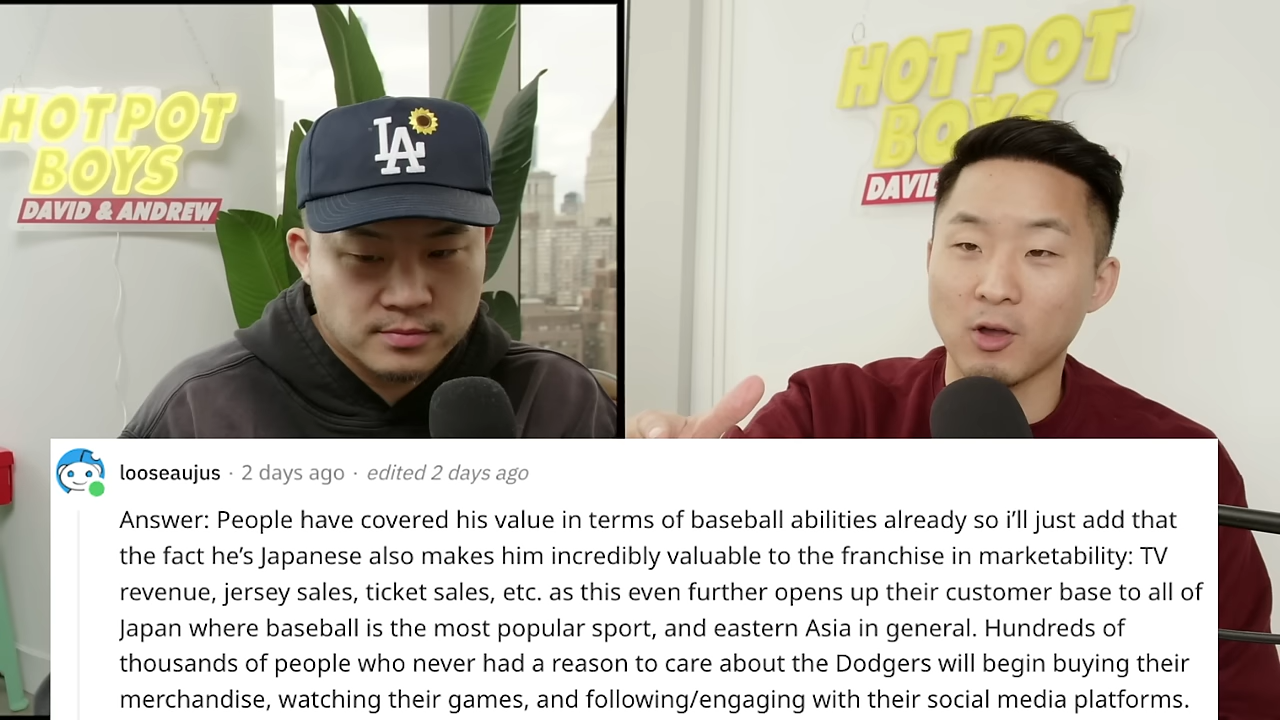 HOT POT
BOYS
DAVID & ANDREW
LA
HOT POT
BOYS
looseaujus · 2 days ago · edited 2 days ago
Answer: People have covered his value in terms of baseball abilities already so i’ll just add that
the fact he’s Japanese also makes him incredibly valuable to the franchise in marketability: TV
revenue, jersey sales, ticket sales, etc. as this even further opens up their customer base to all of
Japan where baseball is the most popular sport, and eastern Asia in general. Hundreds of
thousands of people who never had a reason to care about the Dodgers will begin buying their
merchandise, watching their games, and following/engaging with their social media platforms.